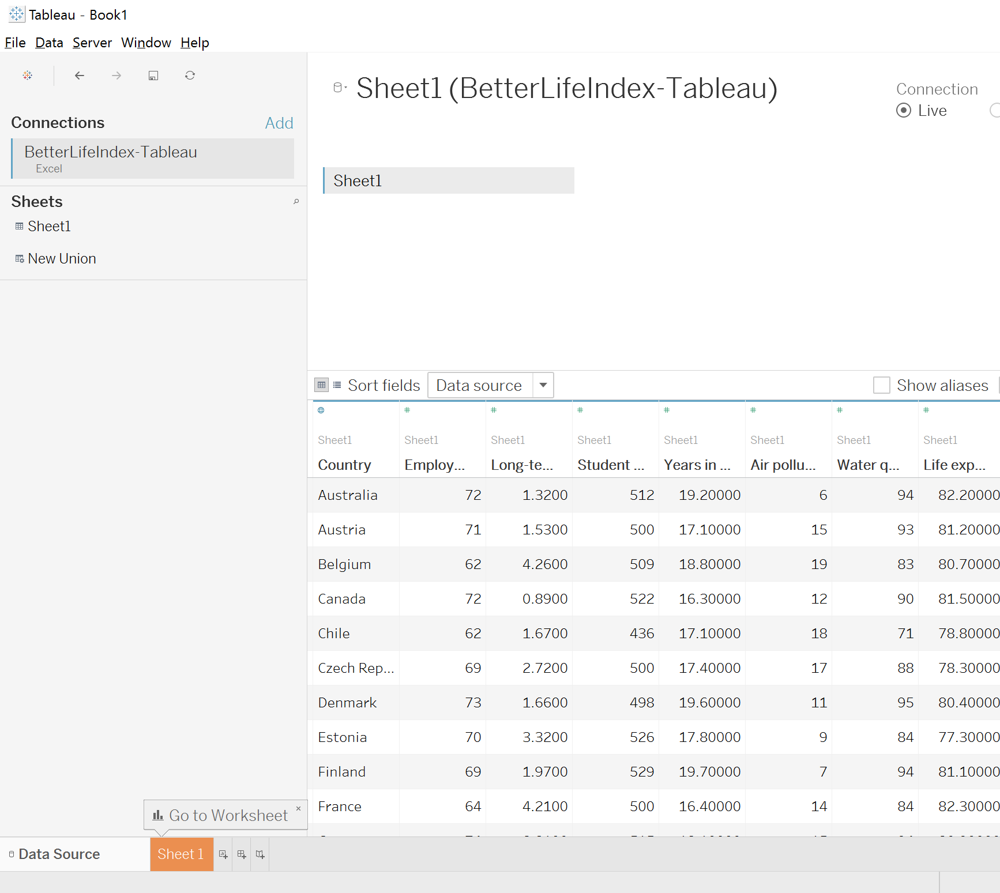 Tableau - Book1
File Data Server Window Help
Connections Add
BetterLifeIndex-Tableau
Excel
Sheets
Sheet1
New Union
Sheet1 (BetterLifeIndex-Tableau)
Connection
Live
Sheet1
Sort fields Data source Show aliases
Sheet1 Sheet1 Sheet1 Sheet1 Sheet1 Sheet1 Sheet1 Sheet1
Country Employ... Long-te... Student ... Years in ... Air pollu... Water q... Life exp...
Australia 72 1.3200 512 19.20000 6 94 82.20000
Austria 71 1.5300 500 17.10000 15 93 81.20000
Belgium 62 4.2600 509 18.80000 19 83 80.70000
Canada 72 0.8900 522 16.30000 12 90 81.50000
Chile 62 1.6700 436 17.10000 18 71 78.80000
Czech Rep... 69 2.7200 500 17.40000 17 88 78.30000
Denmark 73 1.6600 498 19.60000 11 95 80.40000
Estonia 70 3.3200 526 17.80000 9 84 77.30000
Finland 69 1.9700 529 19.70000 7 94 81.10000
France 64 4.2100 500 16.40000 14 84 82.30000
Go to Worksheet
Data Source Sheet 1